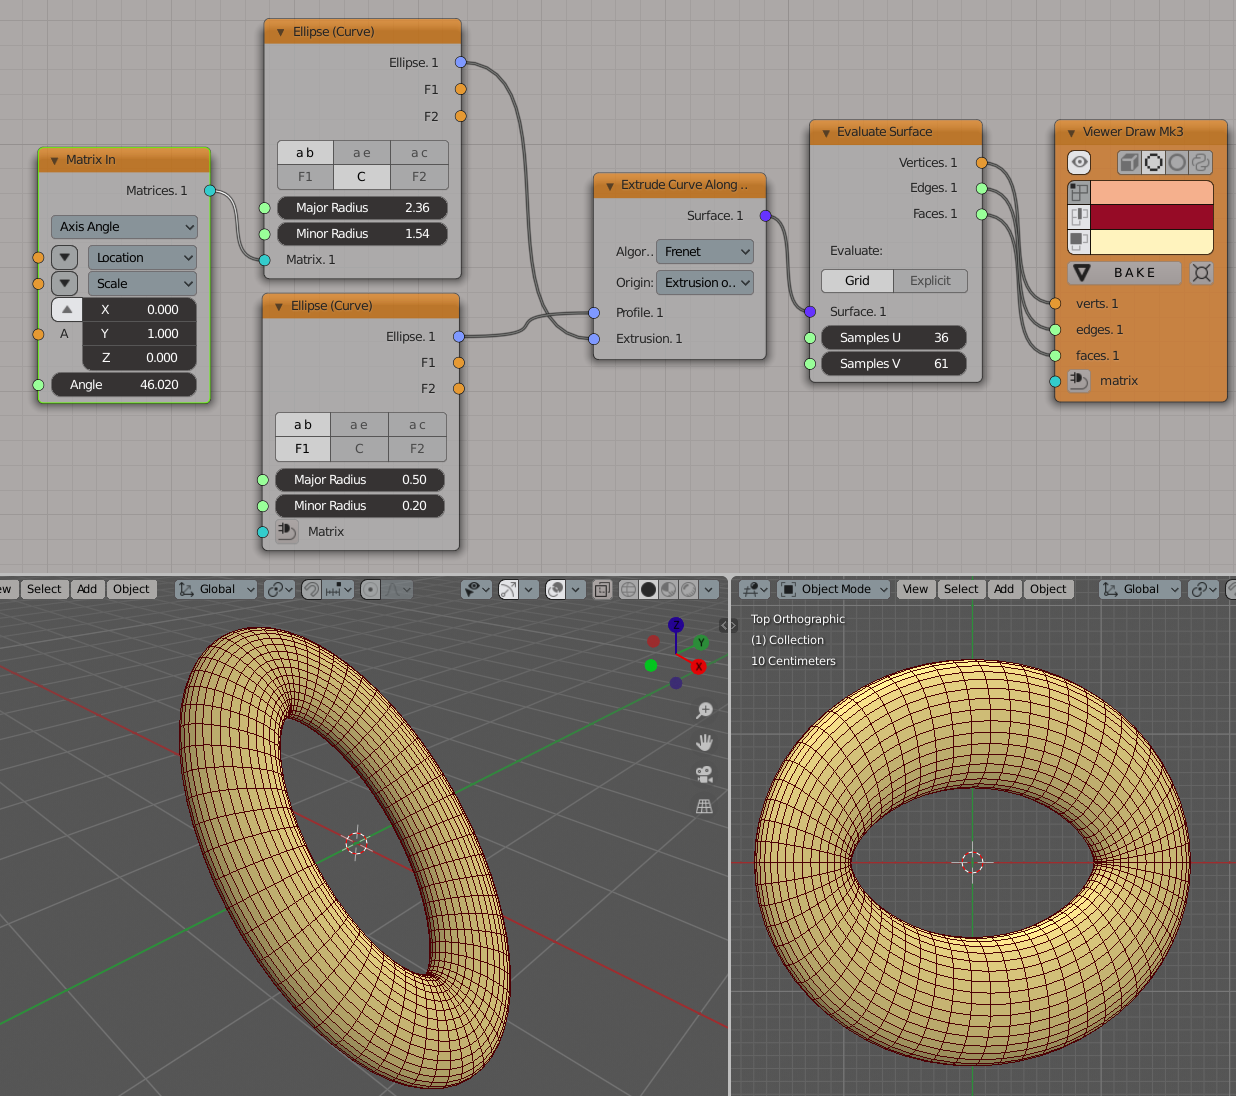 Matrix In
Matrices. 1
Axis Angle
Location
Scale
X 0.000
A Y 1.000
Z 0.000
Angle 46.020
Ellipse (Curve)
Ellipse. 1
F1
F2
a b a e a c
F1 C F2
Major Radius 2.36
Minor Radius 1.54
Matrix. 1
Ellipse (Curve)
Ellipse. 1
F1
F2
a b a e a c
F1 C F2
Major Radius 0.50
Minor Radius 0.20
Matrix
Extrude Curve Along ..
Surface. 1
Algor.. Frenet
Origin: Extrusion o..
Profile. 1
Extrusion. 1
Evaluate Surface
Vertices. 1
Edges. 1
Faces. 1
Evaluate:
Grid Explicit
Surface. 1
Samples U 36
Samples V 61
Viewer Draw Mk3
BAKE
verts. 1
edges. 1
faces. 1
matrix
ew Select Add Object Global
Z
Y
X
Object Mode View Select Add Object Global
Top Orthographic
(1) Collection
10 Centimeters